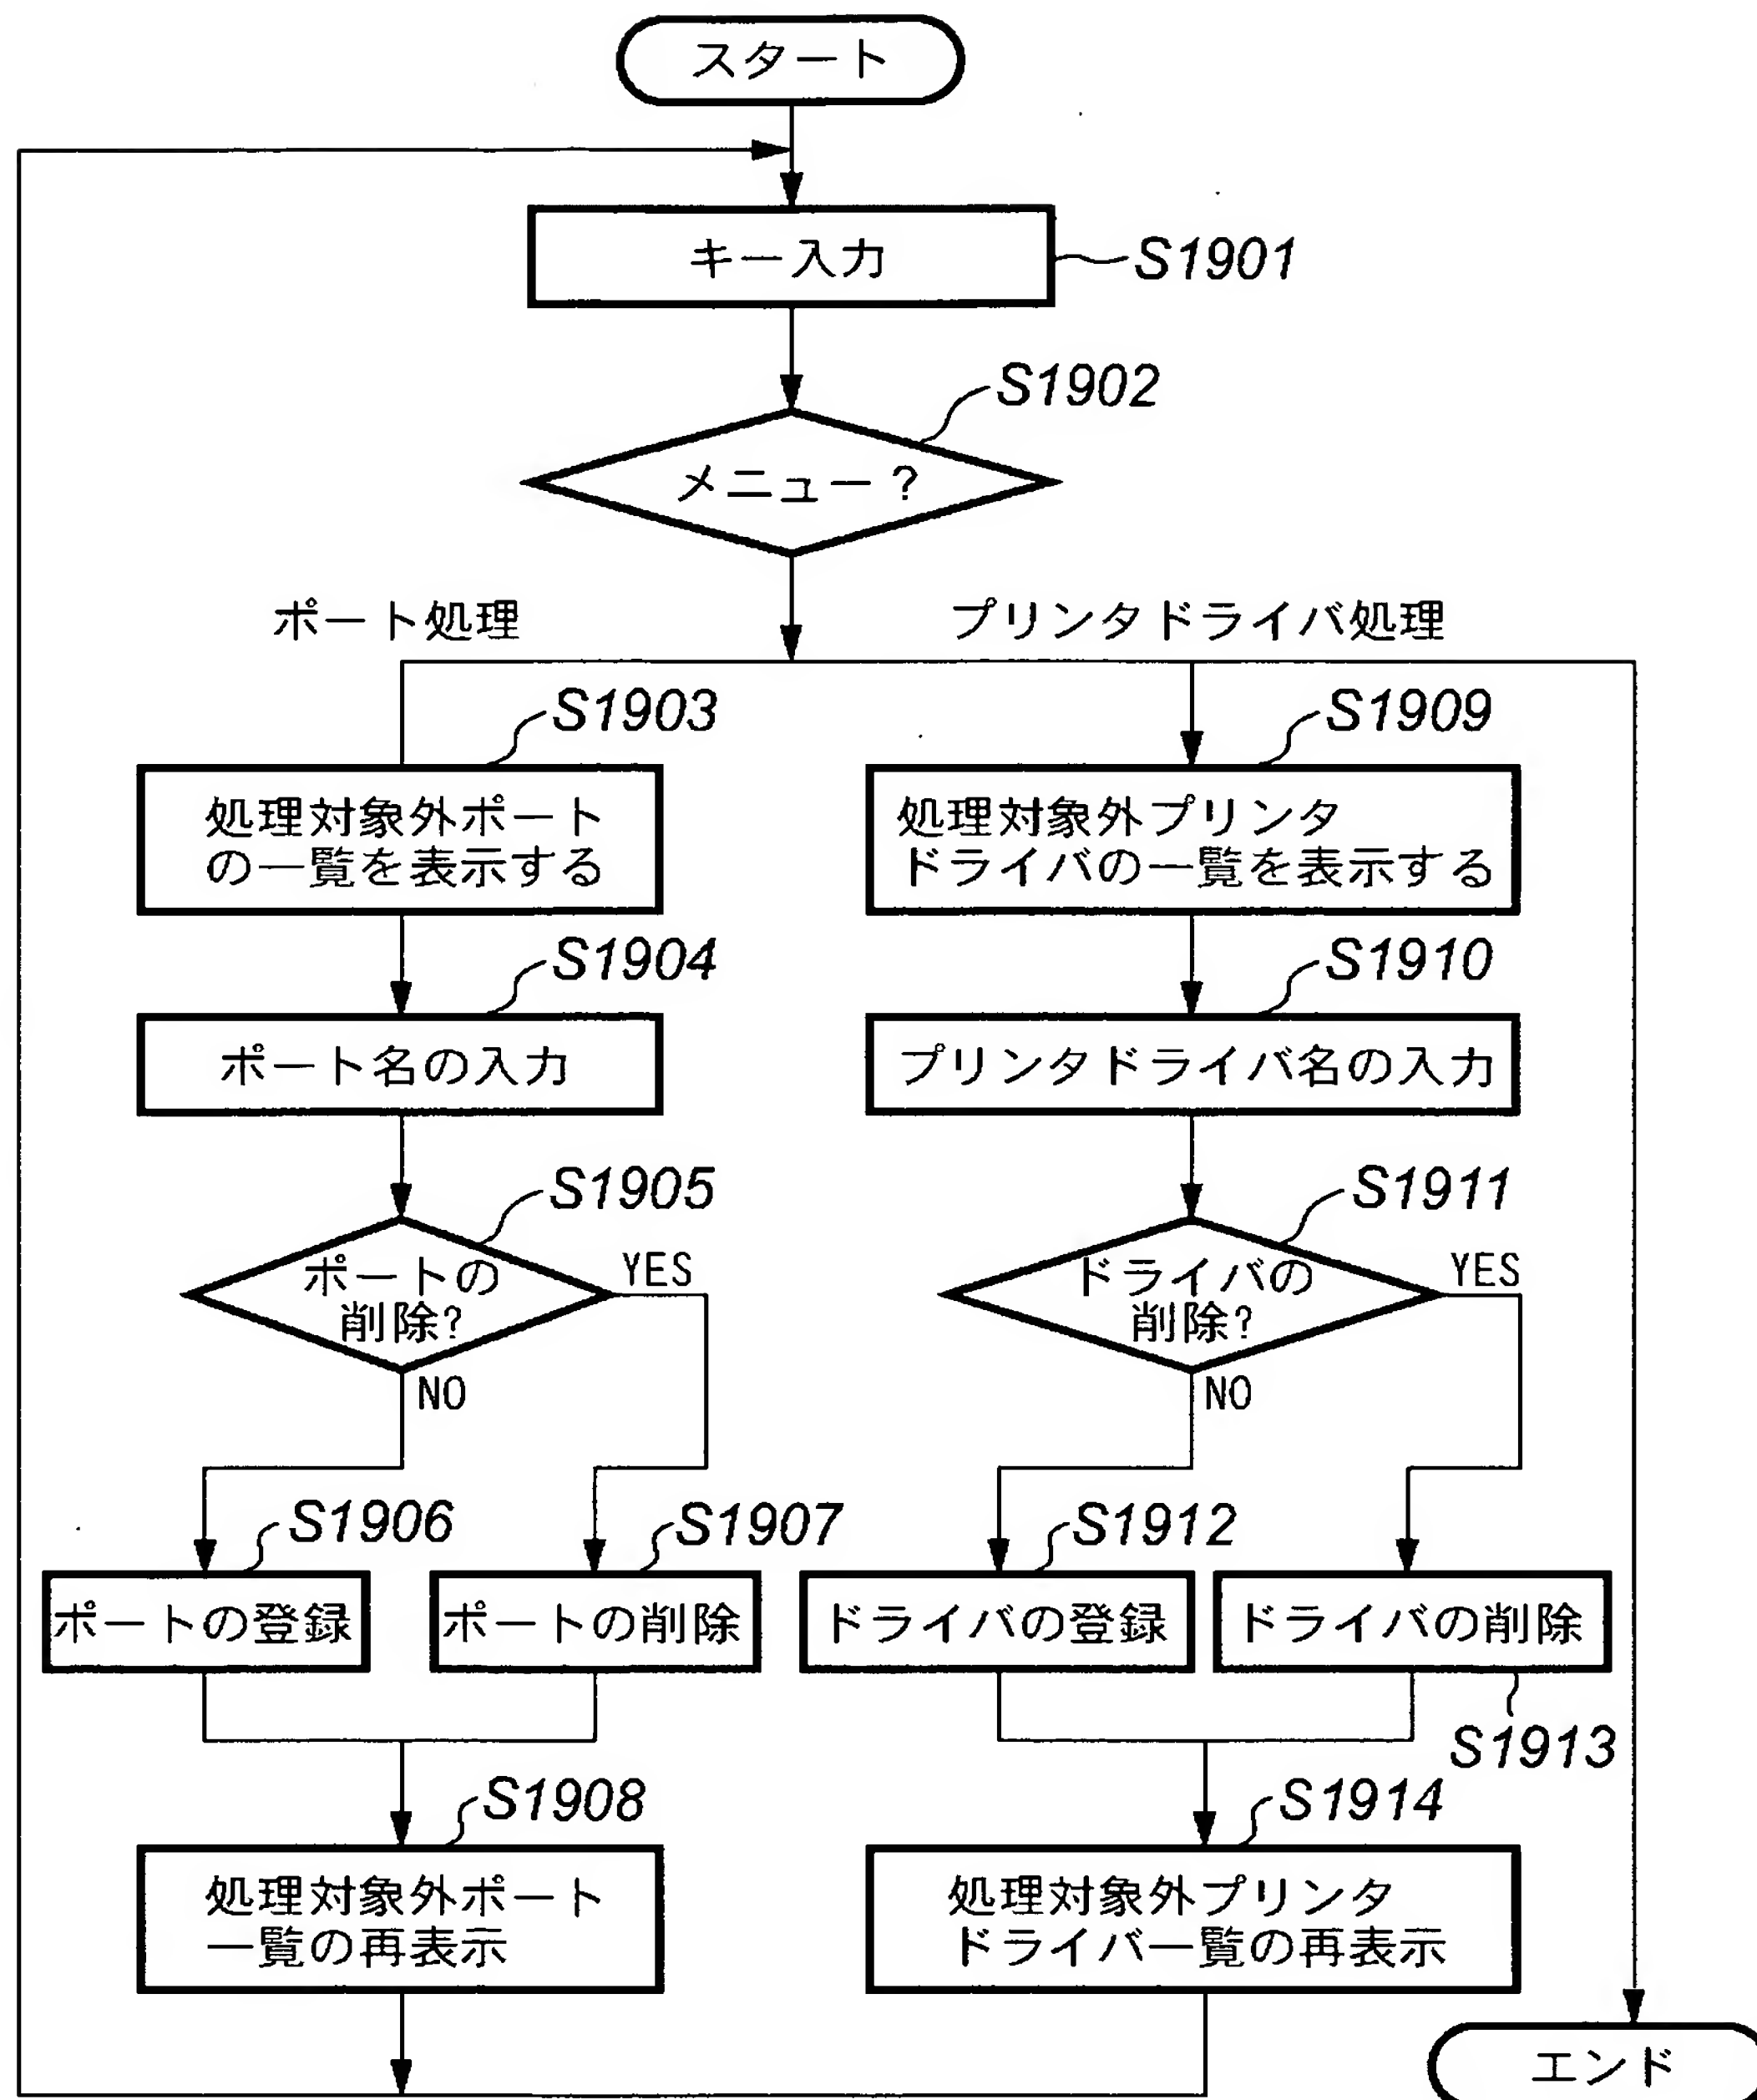 スタート
キー入力
S1901
S1902
メニュー?
ポート処理
プリンタドライバ処理
S1903
S1909
処理対象外ポート
の一覧を表示する
処理対象外プリンタ
ドライバの一覧を表示する
S1904
S1910
ポート名の入力
プリンタドライバ名の入力
S1905
S1911
ポートの
削除?
YES
NO
ドライバの
削除?
YES
NO
S1906
S1907
S1912
ポートの登録
ポートの削除
ドライバの登録
ドライバの削除
S1913
S1908
S1914
処理対象外ポート
一覧の再表示
処理対象外プリンタ
ドライバ一覧の再表示
エンド